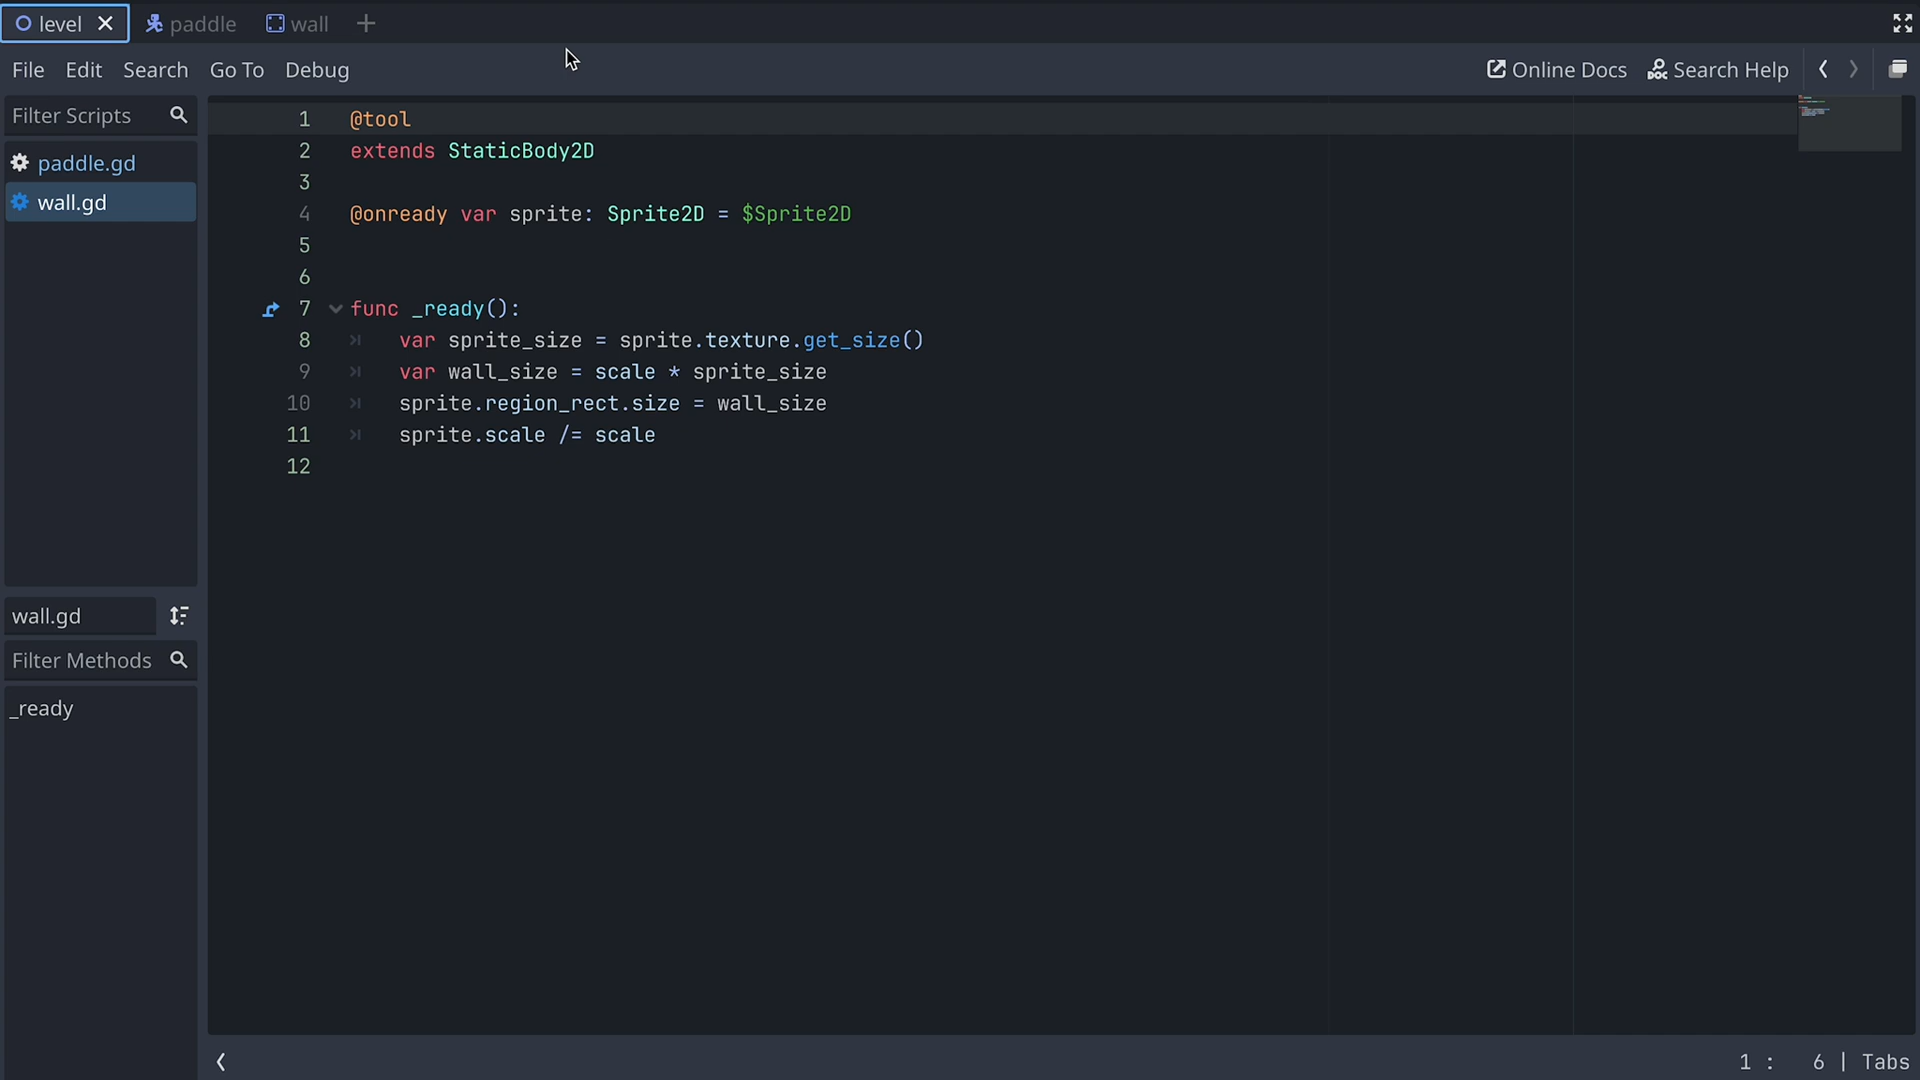 level paddle wall
File Edit Search Go To Debug Online Docs Search Help
Filter Scripts
paddle.gd
wall.gd
wall.gd
Filter Methods
_ready
1 @tool
2 extends StaticBody2D
3
4 @onready var sprite: Sprite2D = $Sprite2D
5
6
7 func _ready():
8 var sprite_size = sprite.texture.get_size()
9 var wall_size = scale * sprite_size
10 sprite.region_rect.size = wall_size
11 sprite.scale /= scale
12
1 : 6 | Tabs